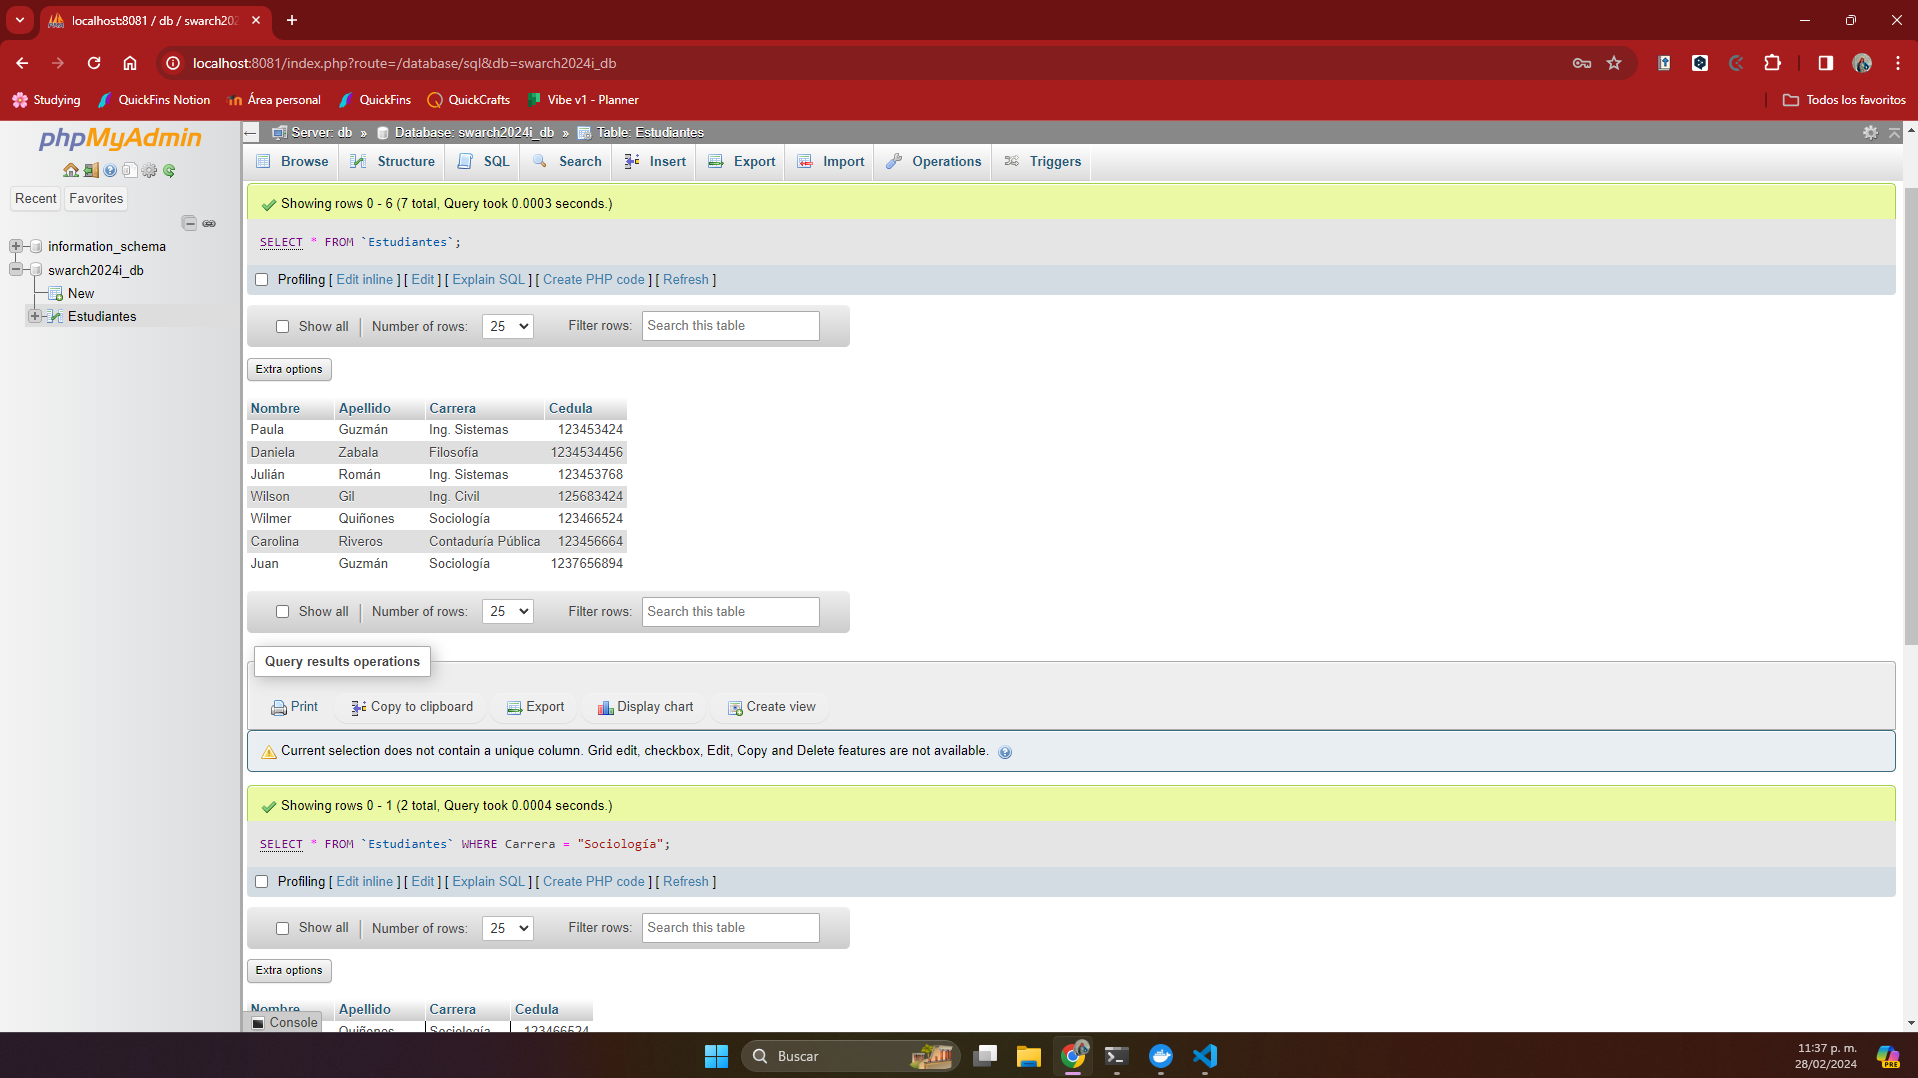 localhost:8081 / db / swarch202
localhost:8081/index.php?route=/database/sql&db=swarch2024i_db
Studying
QuickFins Notion
Área personal
QuickFins
QuickCrafts
Vibe v1 - Planner
Todos los favoritos
phpMyAdmin
Recent
Favorites
information_schema
swarch2024i_db
New
Estudiantes
Server: db » Database: swarch2024i_db » Table: Estudiantes
Browse
Structure
SQL
Search
Insert
Export
Import
Operations
Triggers
Showing rows 0 - 6 (7 total, Query took 0.0003 seconds.)
SELECT * FROM `Estudiantes`;
Profiling [ Edit inline ] [ Edit ] [ Explain SQL ] [ Create PHP code ] [ Refresh ]
Show all | Number of rows: 25 Filter rows: Search this table
Extra options
Nombre Apellido Carrera Cedula
Paula Guzmán Ing. Sistemas 123453424
Daniela Zabala Filosofía 1234534456
Julián Román Ing. Sistemas 123453768
Wilson Gil Ing. Civil 125683424
Wilmer Quiñones Sociología 123466524
Carolina Riveros Contaduría Pública 123456664
Juan Guzmán Sociología 1237656894
Show all | Number of rows: 25 Filter rows: Search this table
Query results operations
Print
Copy to clipboard
Export
Display chart
Create view
Current selection does not contain a unique column. Grid edit, checkbox, Edit, Copy and Delete features are not available.
Showing rows 0 - 1 (2 total, Query took 0.0004 seconds.)
SELECT * FROM `Estudiantes` WHERE Carrera = "Sociología";
Profiling [ Edit inline ] [ Edit ] [ Explain SQL ] [ Create PHP code ] [ Refresh ]
Show all | Number of rows: 25 Filter rows: Search this table
Extra options
Nombre Apellido Carrera Cedula
Quiñones Sociología 123466524
Console
Buscar
11:37 p. m.
28/02/2024
PRE